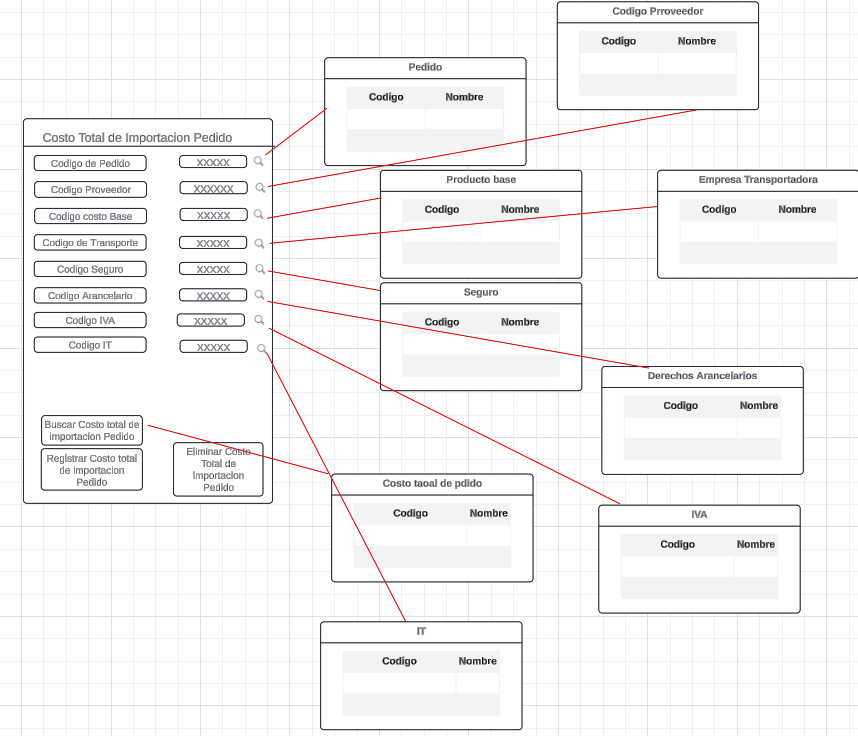 Codigo Prroveedor
Codigo Nombre
Pedido
Codigo Nombre
Costo Total de Importacion Pedido
Codigo de Pedido XXXXX
Codigo Proveedor XXXXXX
Codigo costo Base XXXXX
Codigo de Transporte XXXXX
Codigo Seguro XXXXX
Codigo Arancelario XXXXX
Codigo IVA XXXXX
Codigo IT XXXXX
Buscar Costo total de
importacion Pedido
Registrar Costo total
de importacion
Pedido
Eliminar Costo
Total de
Importacion
Pedido
Producto base
Codigo Nombre
Empresa Transportadora
Codigo Nombre
Seguro
Codigo Nombre
Derechos Arancelarios
Codigo Nombre
Costo taoal de pdido
Codigo Nombre
IVA
Codigo Nombre
IT
Codigo Nombre